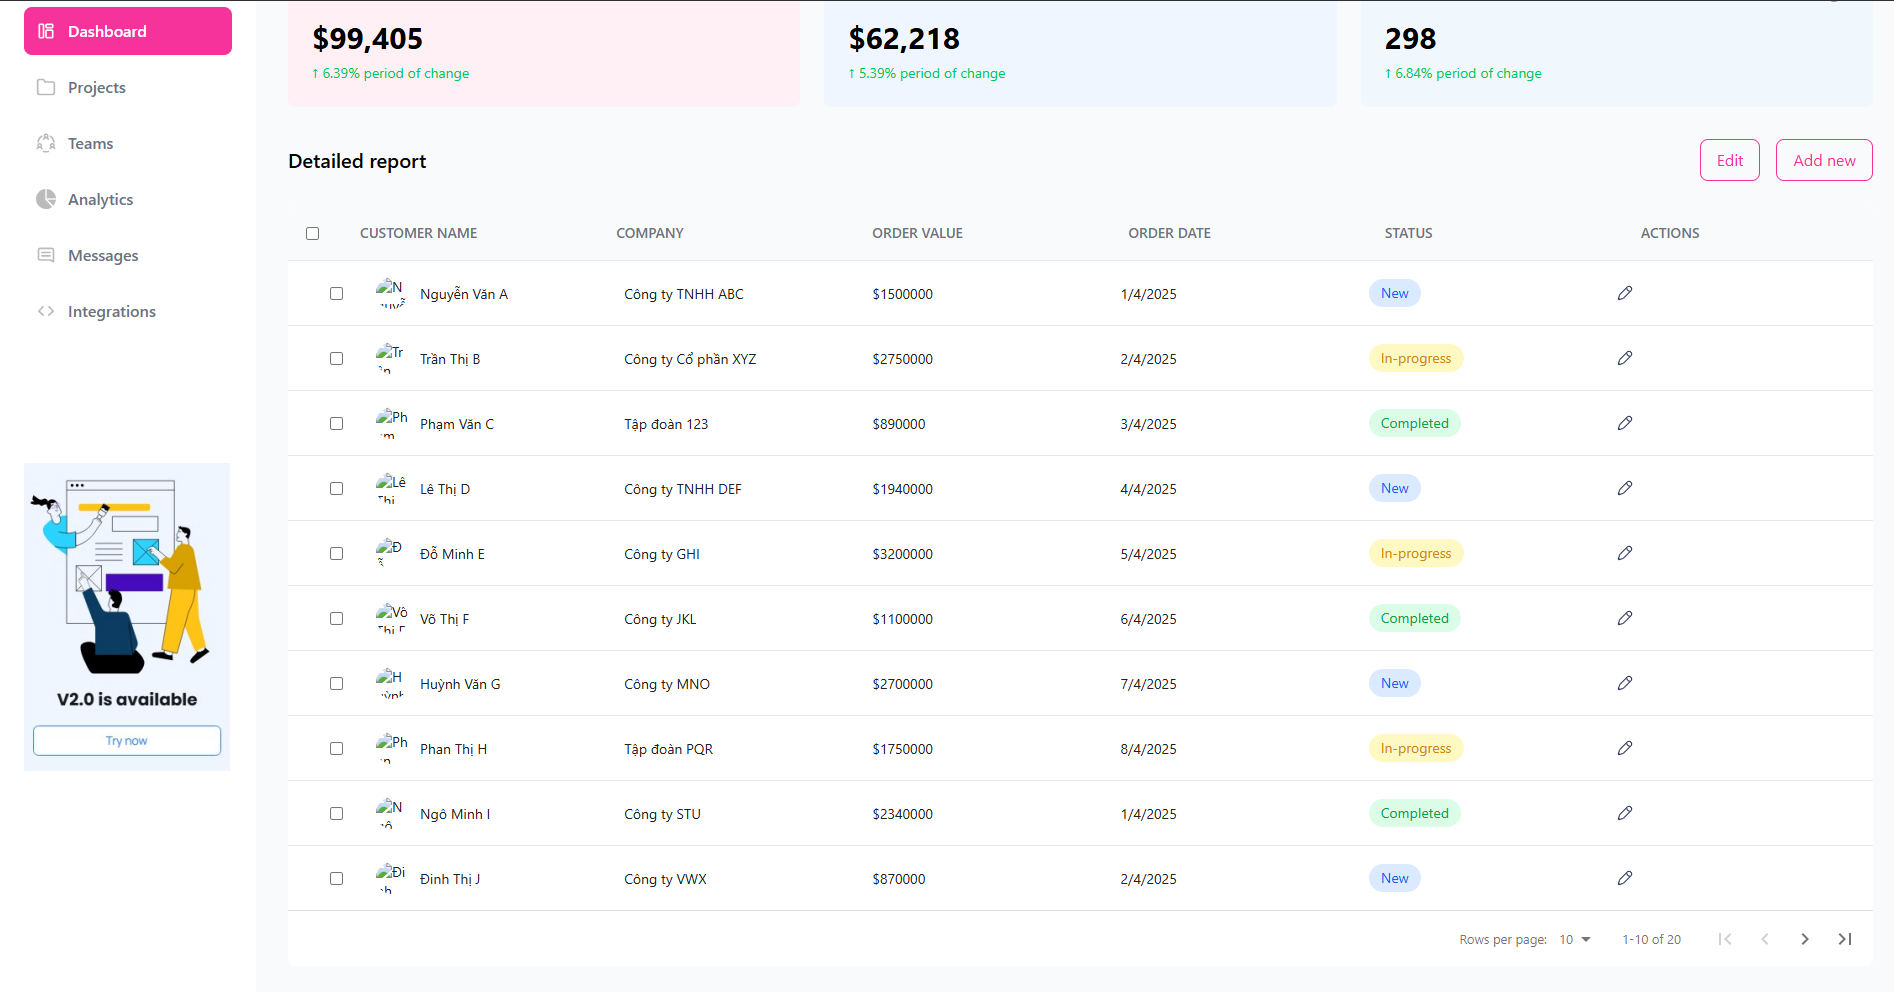 Dashboard
Projects
Teams
Analytics
Messages
Integrations
V2.0 is available
Try now
$99,405
↑ 6.39% period of change
$62,218
↑ 5.39% period of change
298
↑ 6.84% period of change
Detailed report
Edit
Add new
CUSTOMER NAME COMPANY ORDER VALUE ORDER DATE STATUS ACTIONS
Nguyễn Văn A Công ty TNHH ABC $1500000 1/4/2025 New
Trần Thị B Công ty Cổ phần XYZ $2750000 2/4/2025 In-progress
Phạm Văn C Tập đoàn 123 $890000 3/4/2025 Completed
Lê Thị D Công ty TNHH DEF $1940000 4/4/2025 New
Đỗ Minh E Công ty GHI $3200000 5/4/2025 In-progress
Võ Thị F Công ty JKL $1100000 6/4/2025 Completed
Huỳnh Văn G Công ty MNO $2700000 7/4/2025 New
Phan Thị H Tập đoàn PQR $1750000 8/4/2025 In-progress
Ngô Minh I Công ty STU $2340000 1/4/2025 Completed
Đinh Thị J Công ty VWX $870000 2/4/2025 New
Rows per page: 10 1-10 of 20